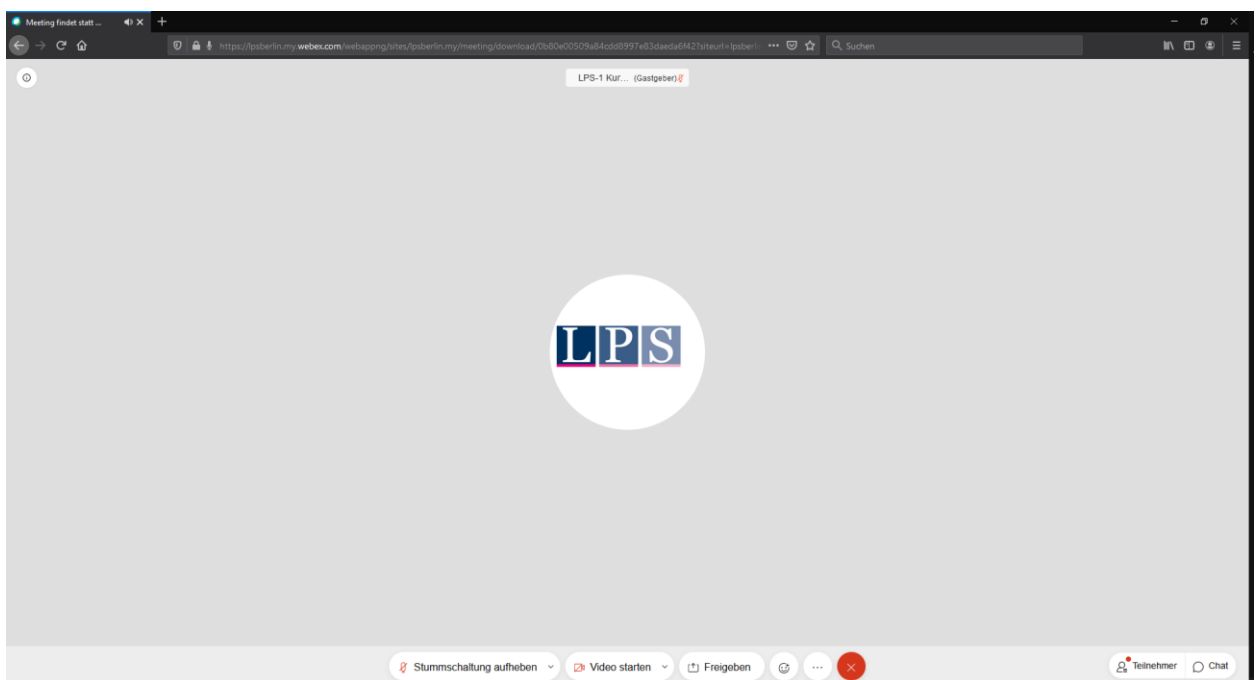 Meeting findet statt ...
https://lpsberlin.my.webex.com/webappng/sites/lpsberlin.my/meeting/download/0b80e00509a84cdd8997e83daeda6f42?siteurl=lpsberli
Suchen
LPS-1 Kur... (Gastgeber)
LPS
Stummschaltung aufheben
Video starten
Freigeben
Teilnehmer
Chat